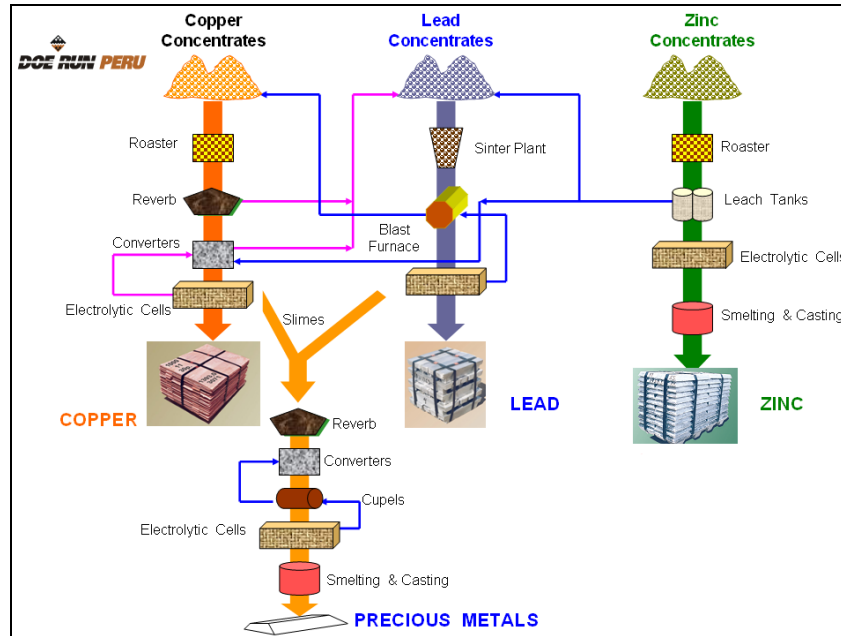 Copper
Concentrates
Lead
Concentrates
Zinc
Concentrates
DOE RUN PERU
Roaster
Sinter Plant
Roaster
Reverb
Leach Tanks
Converters
Blast
Furnace
Electrolytic Cells
Electrolytic Cells
Slimes
Smelting & Casting
COPPER
LEAD
ZINC
Reverb
Converters
Cupels
Electrolytic Cells
Smelting & Casting
PRECIOUS METALS